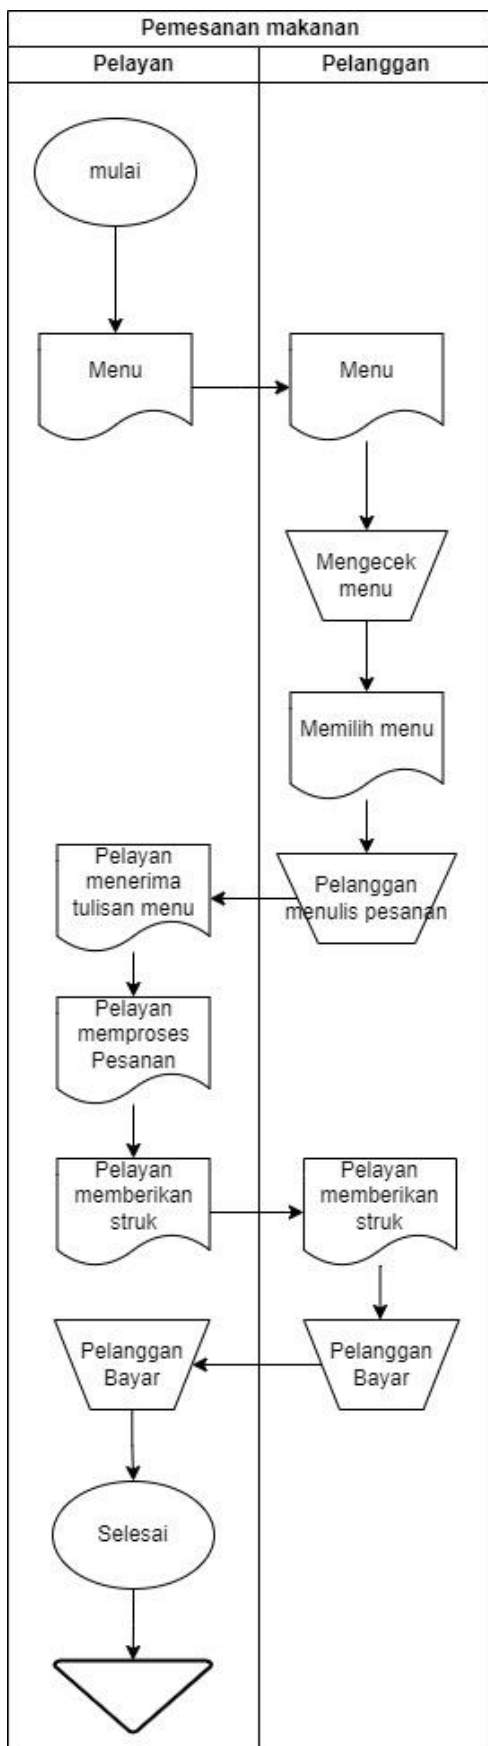 Pemesanan makanan
Pelayan
Pelanggan
mulai
Menu
Menu
Mengecek
menu
Memilih menu
Pelanggan
menulis pesanan
Pelayan
menerima
tulisan menu
Pelayan
memproses
Pesanan
Pelayan
memberikan
struk
Pelayan
memberikan
struk
Pelanggan
Bayar
Pelanggan
Bayar
Selesai